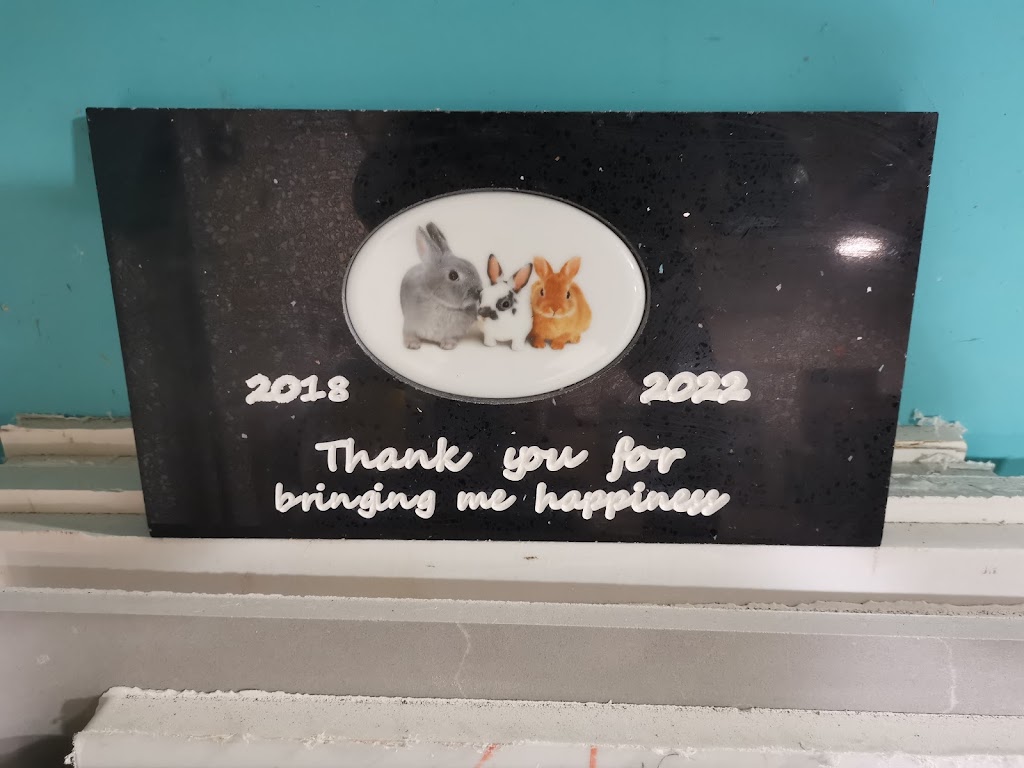 2018 2022
Thank you for
bringing me happiness